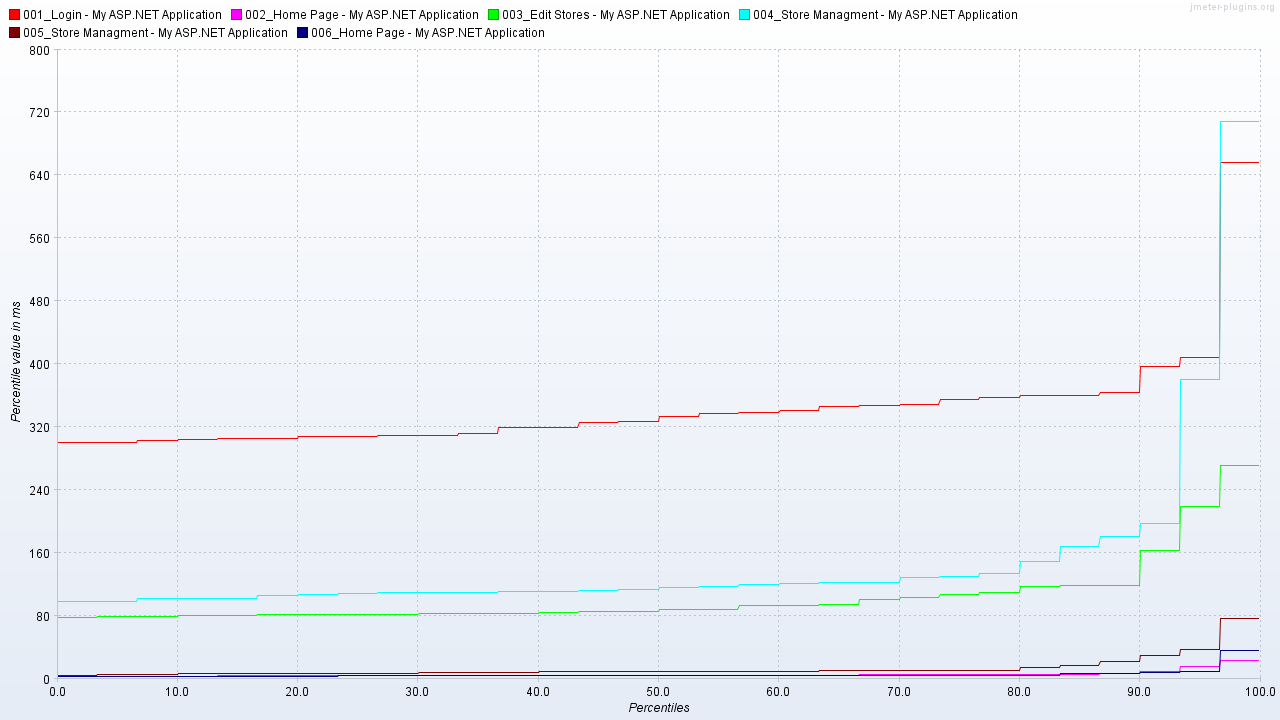 jmeter-plugins.org
001_Login - My ASP.NET Application 002_Home Page - My ASP.NET Application 003_Edit Stores - My ASP.NET Application 004_Store Managment - My ASP.NET Application
005_Store Managment - My ASP.NET Application 006_Home Page - My ASP.NET Application
800
720
640
560
480
400
320
240
160
80
0
Percentile value in ms
0.0 10.0 20.0 30.0 40.0 50.0 60.0 70.0 80.0 90.0 100.0
Percentiles